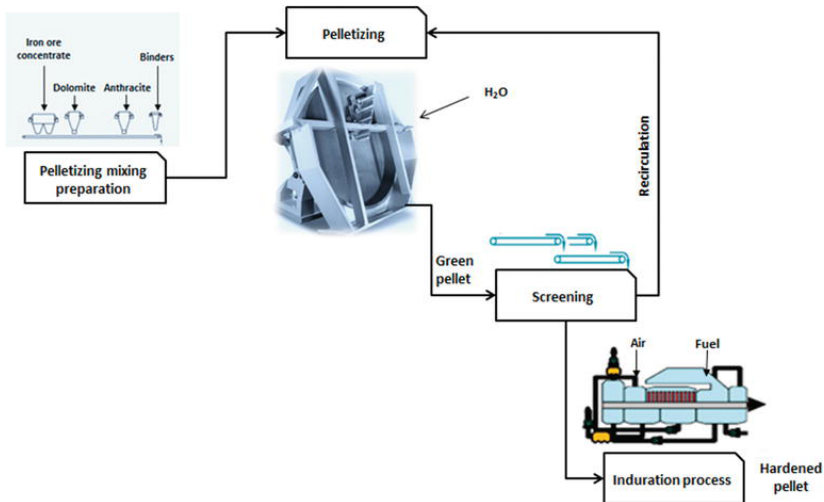 Iron ore
concentrate
Binders
Dolomite
Anthracite
Pelletizing mixing
preparation
Pelletizing
H₂O
Recirculation
Green
pellet
Screening
Air
Fuel
Induration process
Hardened
pellet